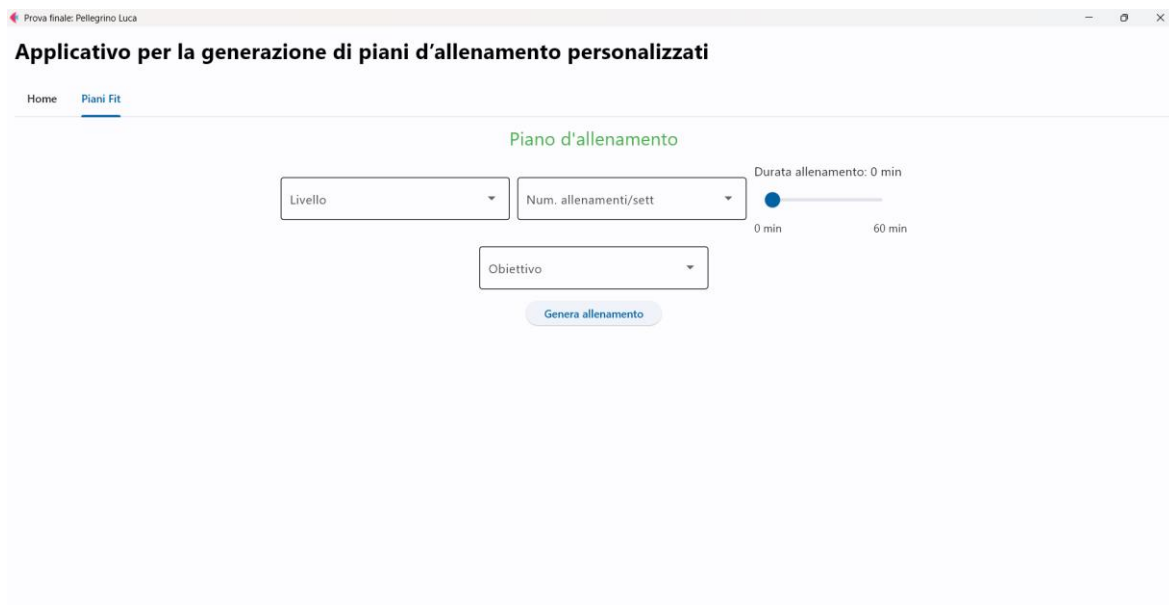 Prova finale: Pellegrino Luca
Applicativo per la generazione di piani d’allenamento personalizzati
Home Piani Fit
Piano d'allenamento
Livello
Num. allenamenti/sett
Durata allenamento: 0 min
0 min 60 min
Obiettivo
Genera allenamento